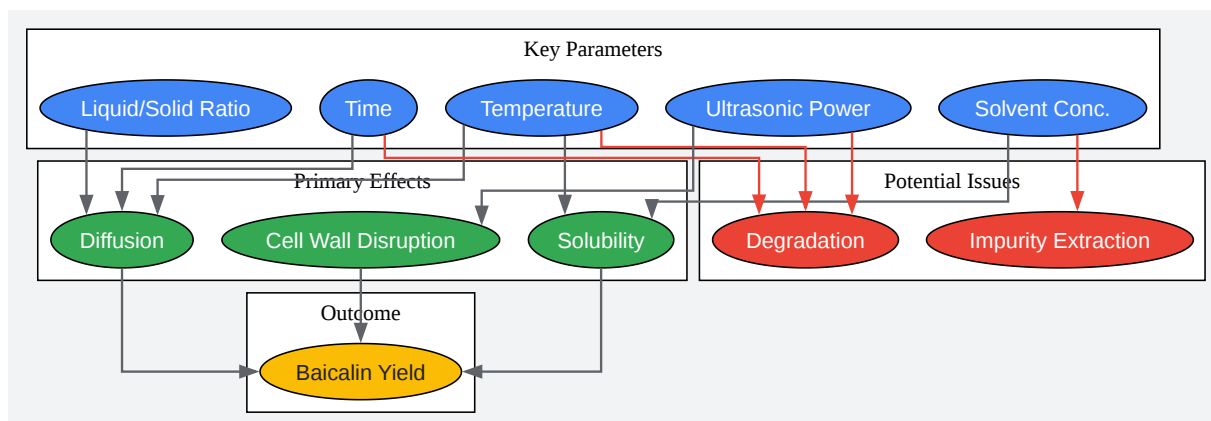 Key Parameters
Liquid/Solid Ratio
Time
Temperature
Ultrasonic Power
Solvent Conc.
Primary Effects
Potential Issues
Diffusion
Cell Wall Disruption
Solubility
Degradation
Impurity Extraction
Outcome
Baicalin Yield